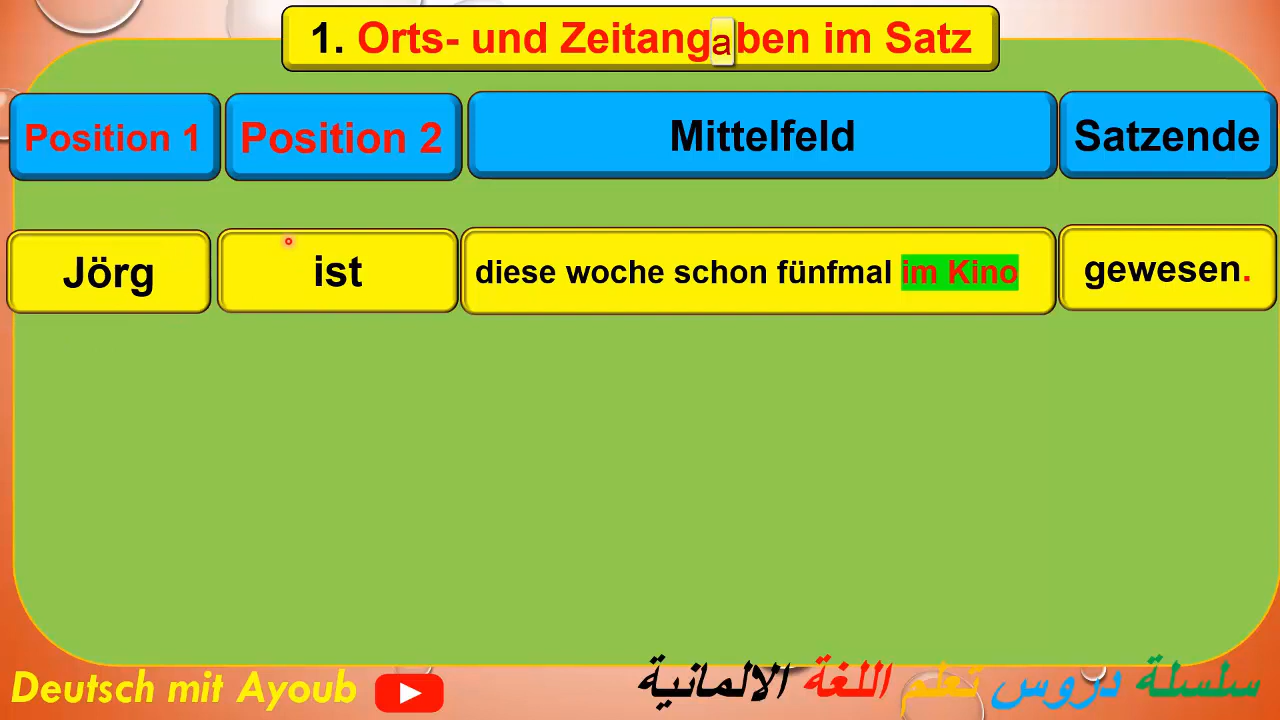 1. Orts- und Zeitangaben im Satz
Position 1 Position 2 Mittelfeld Satzende
Jörg ist diese woche schon fünfmal im Kino gewesen.
Deutsch mit Ayoub
سلسلة دروس تعلم اللغة الالمانية